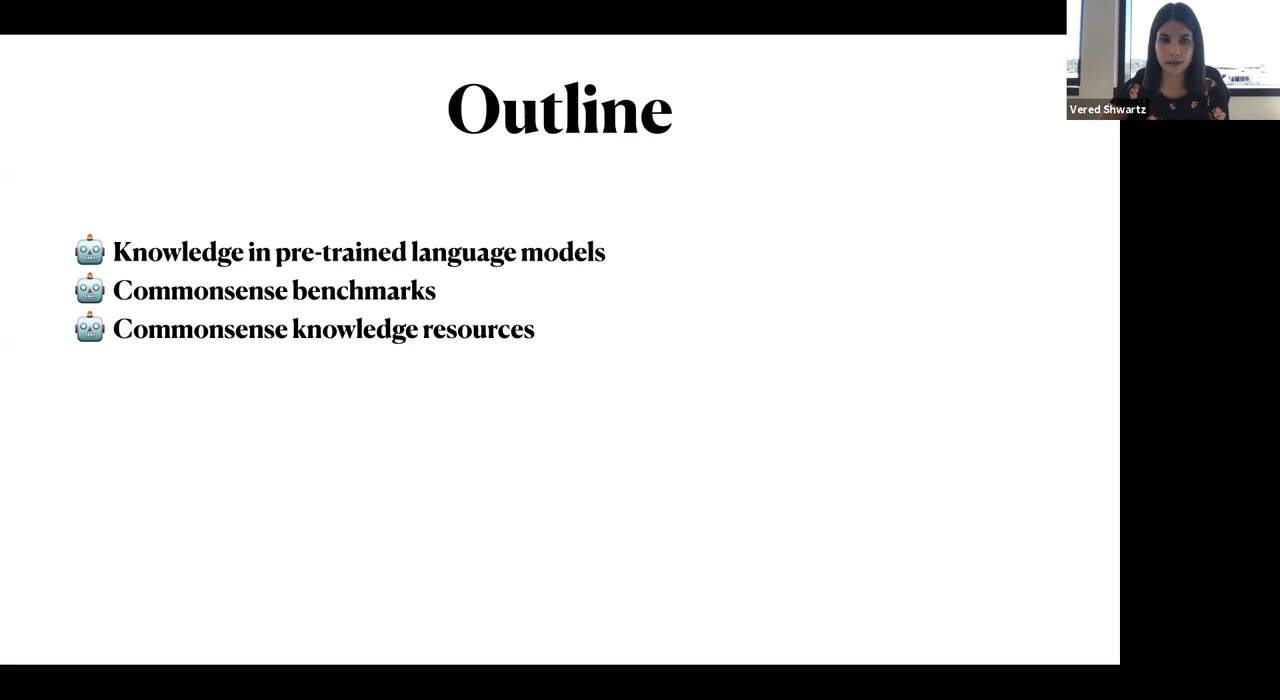 Outline
Knowledge in pre-trained language models
Commonsense benchmarks
Commonsense knowledge resources
Vered Shwartz